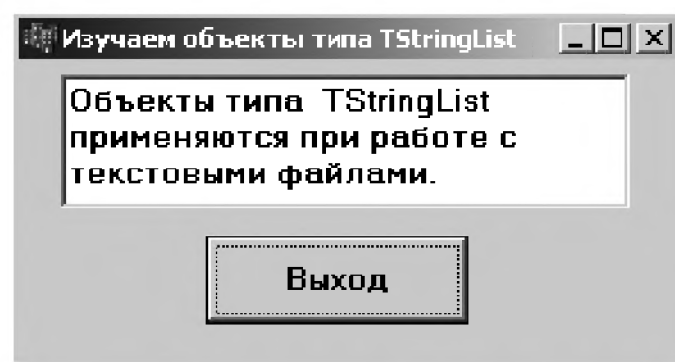 Изучаем объекты типа TStringList
Объекты типа TStringList
применяются при работе с
текстовыми файлами.
Выход